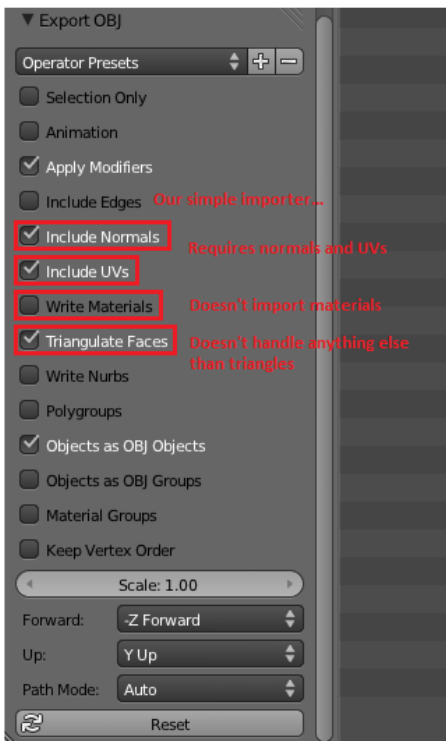 Export OBJ
Operator Presets
Selection Only
Animation
Apply Modifiers
Include Edges Our simple importer...
Include Normals
Requires normals and UVs
Include UVs
Write Materials Doesn't import materials
Triangulate Faces Doesn't handle anything else
than triangles
Write Nurbs
Polygroups
Objects as OBJ Objects
Objects as OBJ Groups
Material Groups
Keep Vertex Order
Scale: 1.00
Forward: -Z Forward
Up: Y Up
Path Mode: Auto
Reset